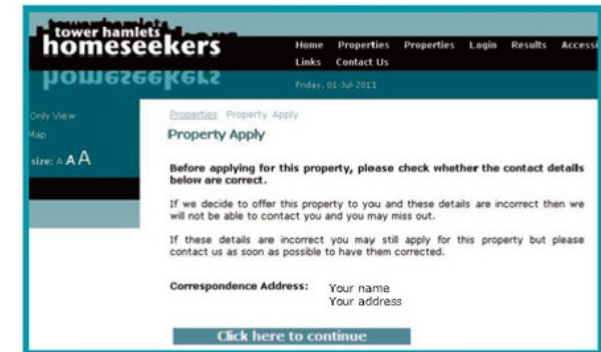 tower hamlets
homeseekers
Home Properties Properties Login Results Accessi
Links Contact Us
Friday, 01-Jul-2011
Only View
Map
size: A A A
Properties Property Apply
Property Apply
Before applying for this property, please check whether the contact details
below are correct.
If we decide to offer this property to you and these details are incorrect then we
will not be able to contact you and you may miss out.
If these details are incorrect you may still apply for this property but please
contact us as soon as possible to have them corrected.
Correspondence Address: Your name
Your address
Click here to continue